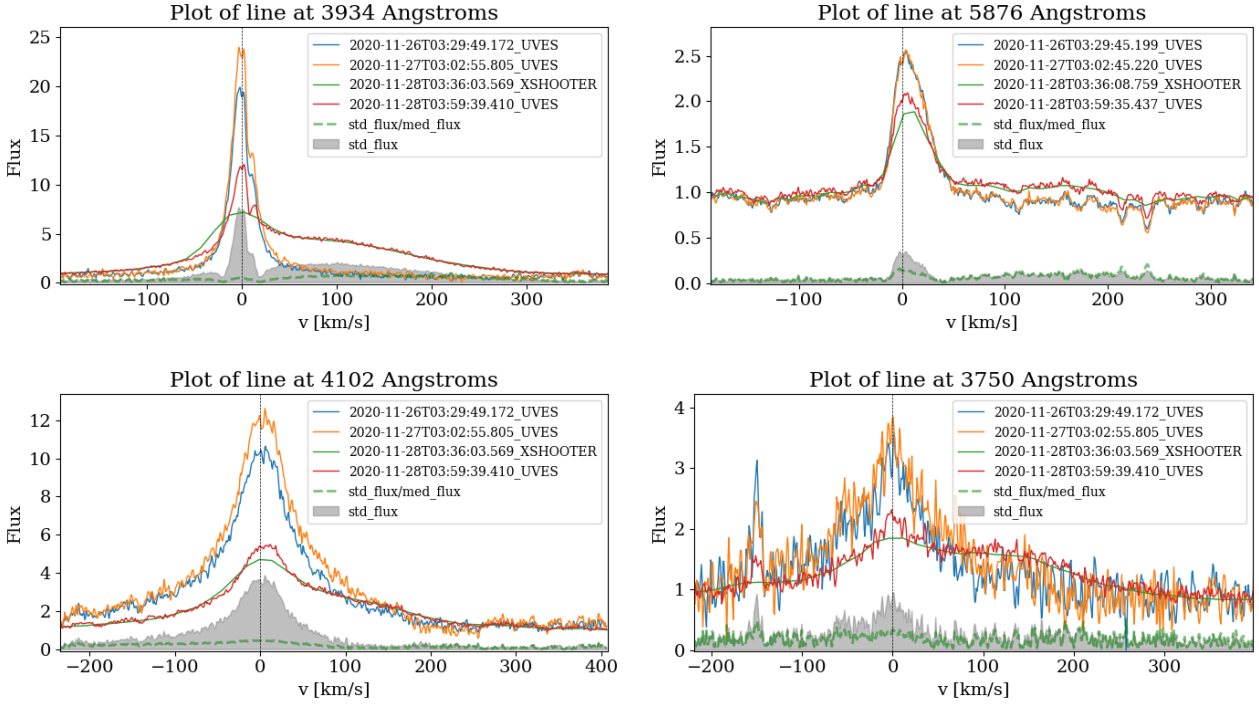 Plot of line at 3934 Angstroms
Flux
25
20
15
10
5
0
2020-11-26T03:29:49.172_UVES
2020-11-27T03:02:55.805_UVES
2020-11-28T03:36:03.569_XSHOOTER
2020-11-28T03:59:39.410_UVES
std_flux/med_flux
std_flux
−100 0 100 200 300
v [km/s]
Plot of line at 5876 Angstroms
Flux
2.5
2.0
1.5
1.0
0.5
0.0
2020-11-26T03:29:45.199_UVES
2020-11-27T03:02:45.220_UVES
2020-11-28T03:36:08.759_XSHOOTER
2020-11-28T03:59:35.437_UVES
std_flux/med_flux
std_flux
−100 0 100 200 300
v [km/s]
Plot of line at 4102 Angstroms
Flux
12
10
8
6
4
2
0
2020-11-26T03:29:49.172_UVES
2020-11-27T03:02:55.805_UVES
2020-11-28T03:36:03.569_XSHOOTER
2020-11-28T03:59:39.410_UVES
std_flux/med_flux
std_flux
−200 −100 0 100 200 300 400
v [km/s]
Plot of line at 3750 Angstroms
Flux
4
3
2
1
0
2020-11-26T03:29:49.172_UVES
2020-11-27T03:02:55.805_UVES
2020-11-28T03:36:03.569_XSHOOTER
2020-11-28T03:59:39.410_UVES
std_flux/med_flux
std_flux
−200 −100 0 100 200 300
v [km/s]